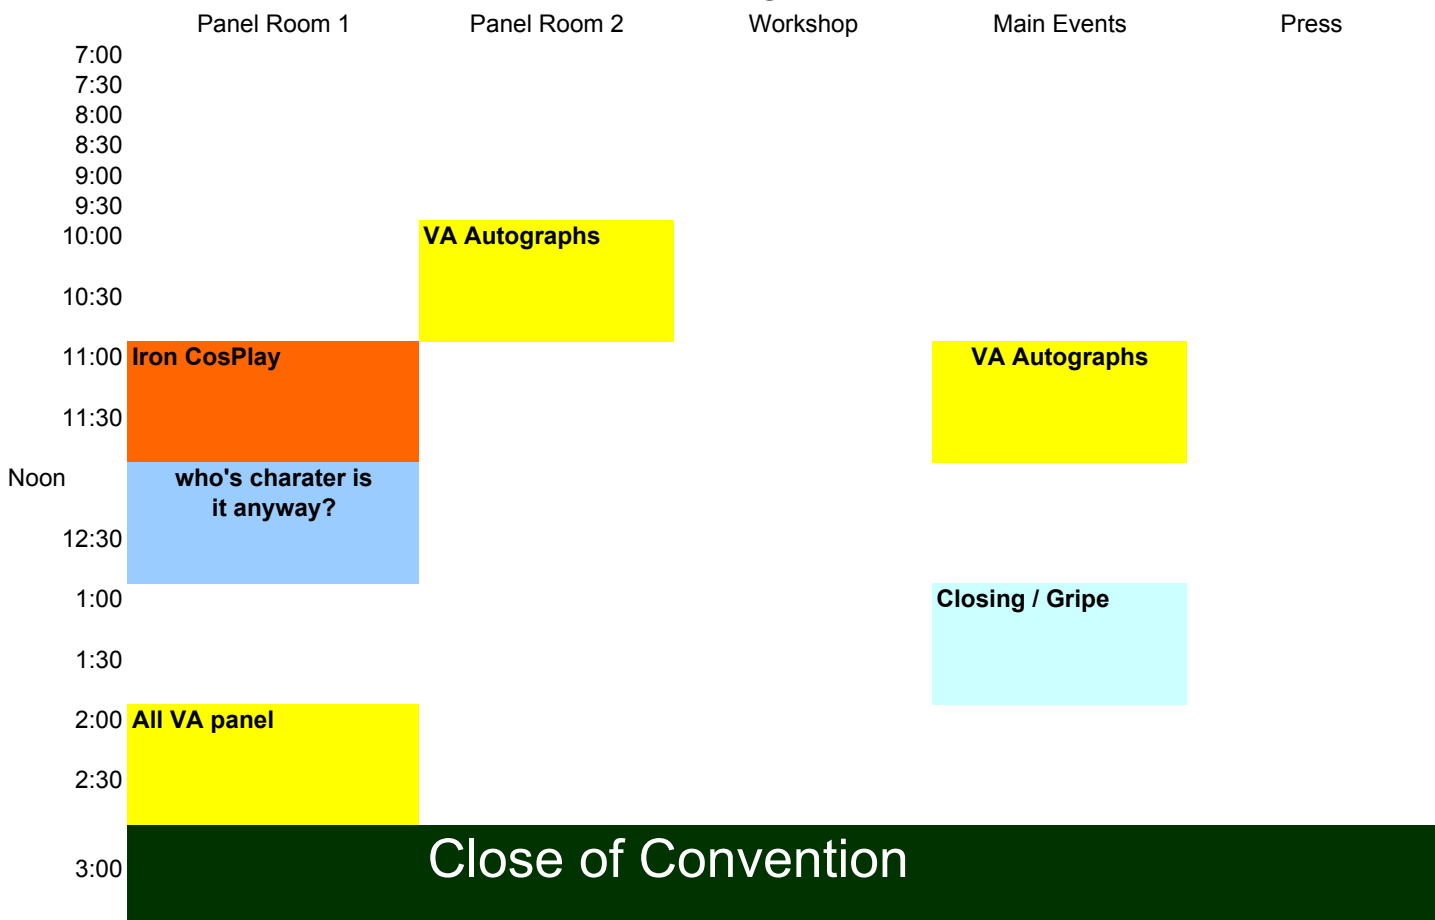 Panel Room 1 Panel Room 2 Workshop Main Events Press
7:00
7:30
8:00
8:30
9:00
9:30
10:00 VA Autographs
10:30
11:00 Iron CosPlay VA Autographs
11:30
Noon who's charater is
it anyway?
12:30
1:00 Closing / Gripe
1:30
2:00 All VA panel
2:30
Close of Convention
3:00